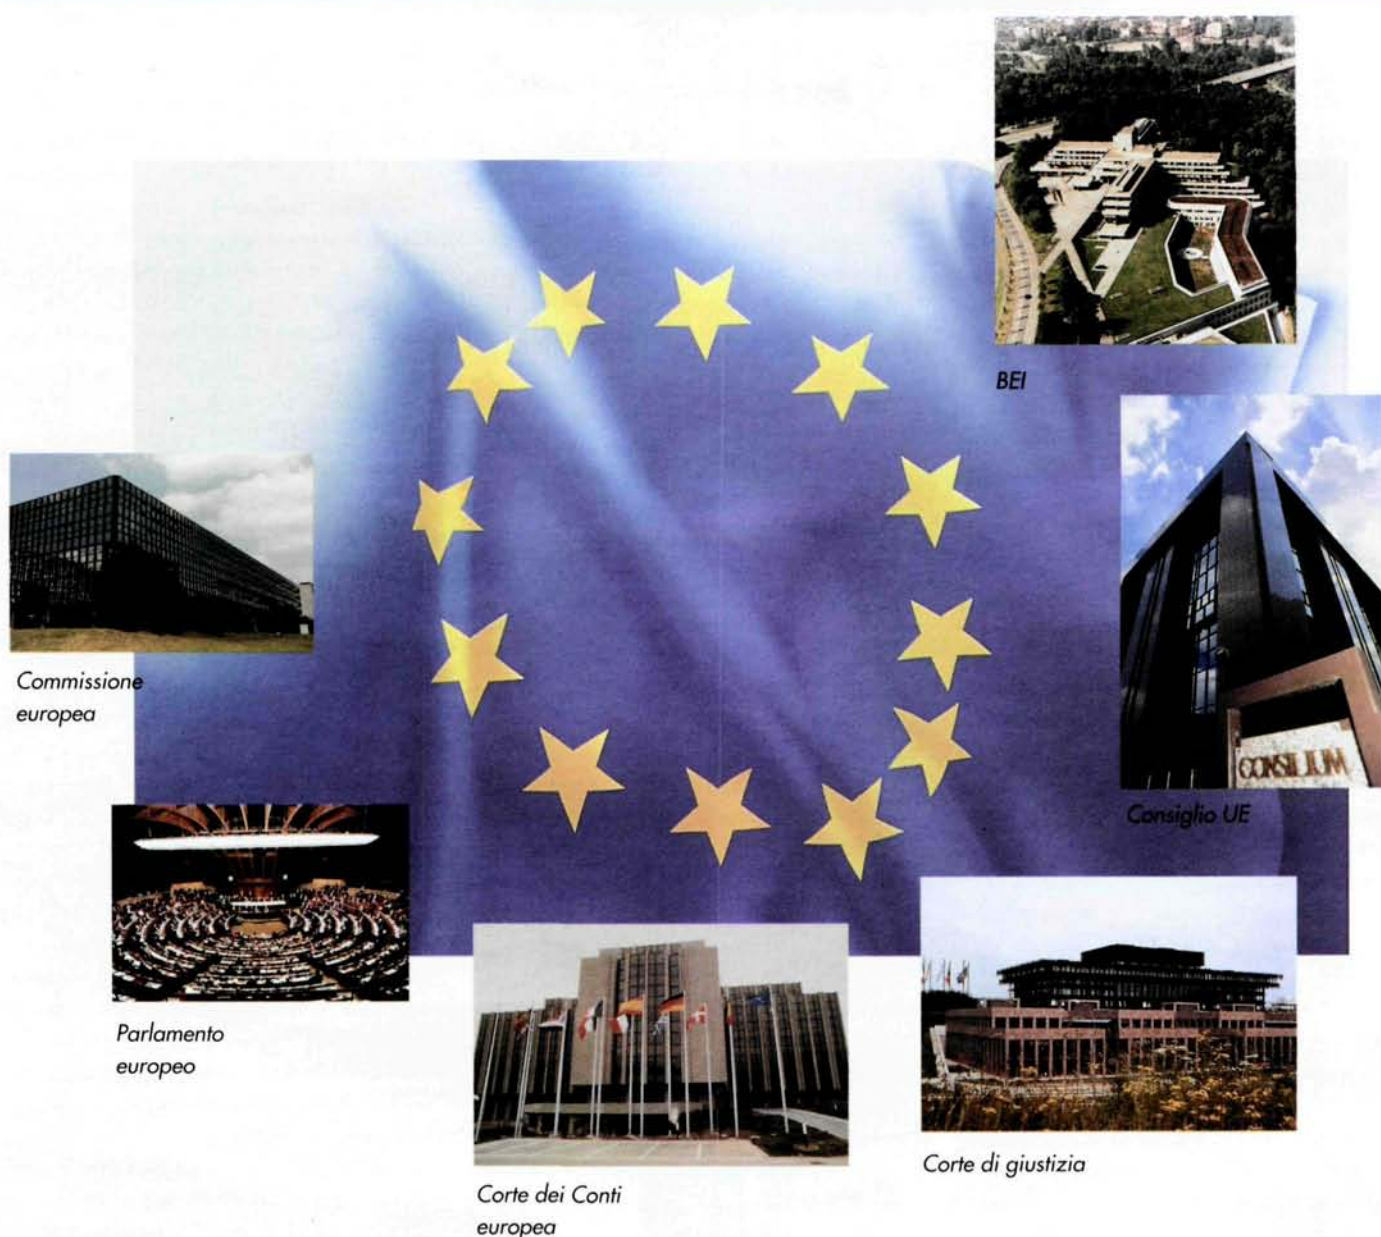 BEI
Commissione
europea
CONSILIUM
Consiglio UE
Parlamento
europeo
Corte di giustizia
Corte dei Conti
europea